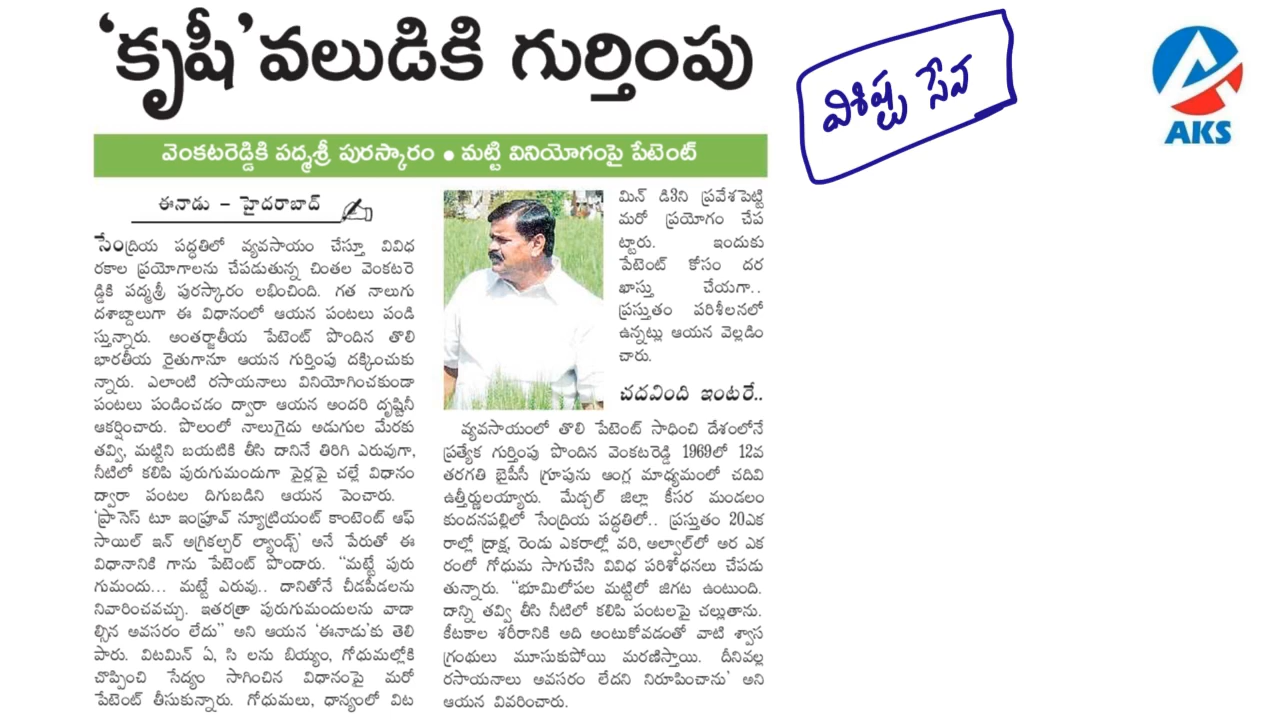 ‘కృషీ’వలుడికి గుర్తింపు
విశిష్ట సేవ
AKS
వెంకటరెడ్డికి పద్మశ్రీ పురస్కారం ● మట్టి వినియోగంపై పేటెంట్
ఈనాడు - హైదరాబాద్
సేంద్రియ పద్ధతిలో వ్యవసాయం చేస్తూ వివిధ
రకాల ప్రయోగాలను చేపడుతున్న చింతల వెంకటరె
డ్డికి పద్మశ్రీ పురస్కారం లభించింది. గత నాలుగు
దశాబ్దాలుగా ఈ విధానంలో ఆయన పంటలు పండి
స్తున్నారు. అంతర్జాతీయ పేటెంట్ పొందిన తొలి
భారతీయ రైతుగానూ ఆయన గుర్తింపు దక్కించుకు
న్నారు. ఎలాంటి రసాయనాలు వినియోగించకుండా
పంటలు పండించడం ద్వారా ఆయన అందరి దృష్టినీ
ఆకర్షించారు. పొలంలో నాలుగైదు అడుగుల మేరకు
తవ్వి, మట్టిని బయటికి తీసి దానినే తిరిగి ఎరువుగా,
నీటిలో కలిపి పురుగుమందుగా పైర్లపై చల్లే విధానం
ద్వారా పంటల దిగుబడిని ఆయన పెంచారు.
‘ప్రాసెస్ టూ ఇంప్రూవ్ న్యూట్రియంట్ కాంటెంట్ ఆఫ్
సాయిల్ ఇన్ అగ్రికల్చర్ ల్యాండ్స్’ అనే పేరుతో ఈ
విధానానికి గాను పేటెంట్ పొందారు. “మట్టే పురు
గుమందు... మట్టే ఎరువు.. దానితోనే చీడపీడలను
నివారించవచ్చు. ఇతరత్రా పురుగుమందులను వాడా
ల్సిన అవసరం లేదు” అని ఆయన ‘ఈనాడు’కు తెలి
పారు. విటమిన్ ఏ, సి లను బియ్యం, గోధుమల్లోకి
చొప్పించి సేద్యం సాగించిన విధానంపై మరో
పేటెంట్ తీసుకున్నారు. గోధుమలు, ధాన్యంలో విట
మిన్ డి3ని ప్రవేశపెట్టి
మరో ప్రయోగం చేప
ట్టారు. ఇందుకు
పేటెంట్ కోసం దర
ఖాస్తు చేయగా..
ప్రస్తుతం పరిశీలనలో
ఉన్నట్లు ఆయన వెల్లడిం
చారు.
చదవింది ఇంటరే..
వ్యవసాయంలో తొలి పేటెంట్ సాధించి దేశంలోనే
ప్రత్యేక గుర్తింపు పొందిన వెంకటరెడ్డి 1969లో 12వ
తరగతి బైపీసీ గ్రూపును ఆంగ్ల మాధ్యమంలో చదివి
ఉత్తీర్ణులయ్యారు. మేడ్చల్ జిల్లా కీసర మండలం
కుందనపల్లిలో సేంద్రియ పద్ధతిలో.. ప్రస్తుతం 20ఎక
రాల్లో ద్రాక్ష, రెండు ఎకరాల్లో వరి, అల్వాల్‌లో అర ఎక
రంలో గోధుమ సాగుచేసి వివిధ పరిశోధనలు చేపడు
తున్నారు. “భూమిలోపల మట్టిలో జిగట ఉంటుంది.
దాన్ని తవ్వి తీసి నీటిలో కలిపి పంటలపై చల్లుతాను.
కీటకాల శరీరానికి అది అంటుకోవడంతో వాటి శ్వాస
గ్రంథులు మూసుకుపోయి మరణిస్తాయి. దీనివల్ల
రసాయనాలు అవసరం లేదని నిరూపించాను’ అని
ఆయన వివరించారు.